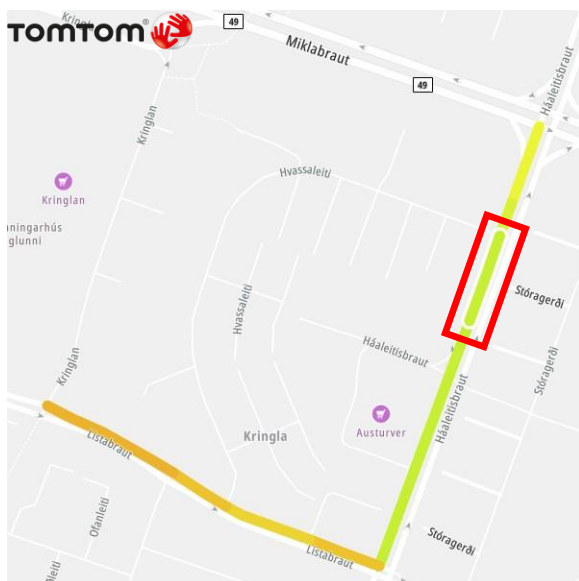 TOMTOM
49
Miklabraut
49
Háaleitisbraut
Kringlan
Hvassaleiti
Kringlan
ningarhús
glunni
Stóragerði
Hvassaleiti
Háaleitisbraut
Stóragerði
Kringlan
Háaleitisbraut
Austurver
Kringla
Listabraut
Ofanleiti
Stóragerði
Listabraut